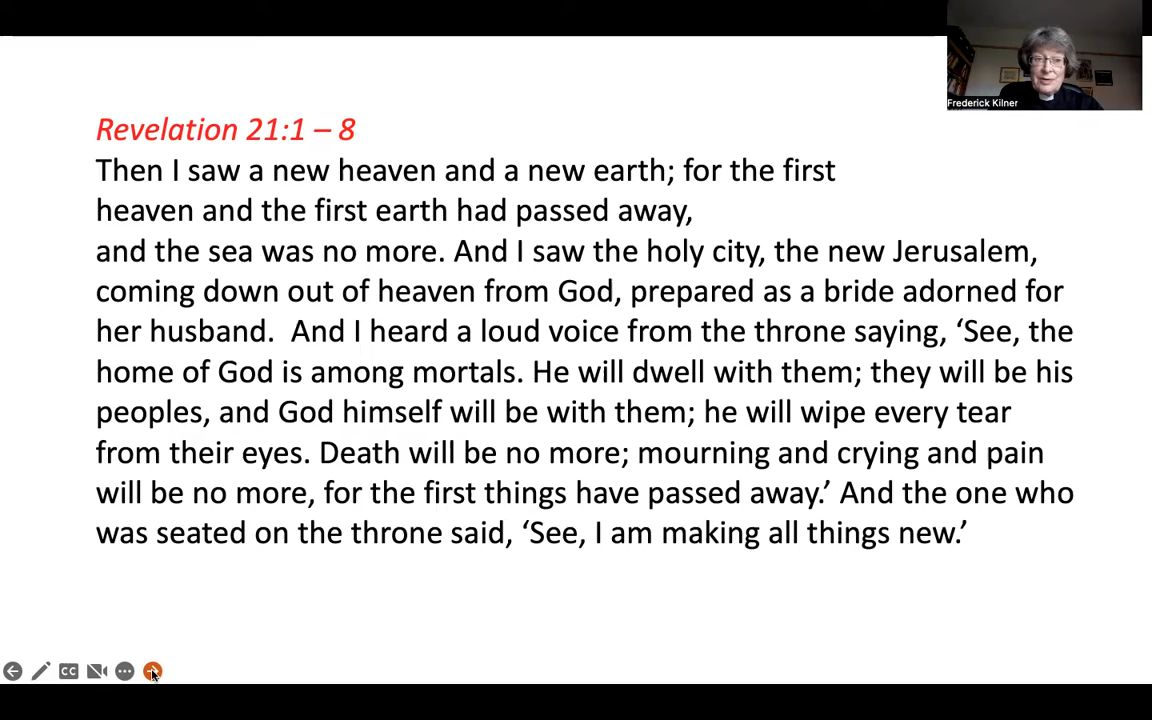 Frederick Kilner
Revelation 21:1 – 8
Then I saw a new heaven and a new earth; for the first
heaven and the first earth had passed away,
and the sea was no more. And I saw the holy city, the new Jerusalem,
coming down out of heaven from God, prepared as a bride adorned for
her husband.  And I heard a loud voice from the throne saying, ‘See, the
home of God is among mortals. He will dwell with them; they will be his
peoples, and God himself will be with them; he will wipe every tear
from their eyes. Death will be no more; mourning and crying and pain
will be no more, for the first things have passed away.’ And the one who
was seated on the throne said, ‘See, I am making all things new.’
CC